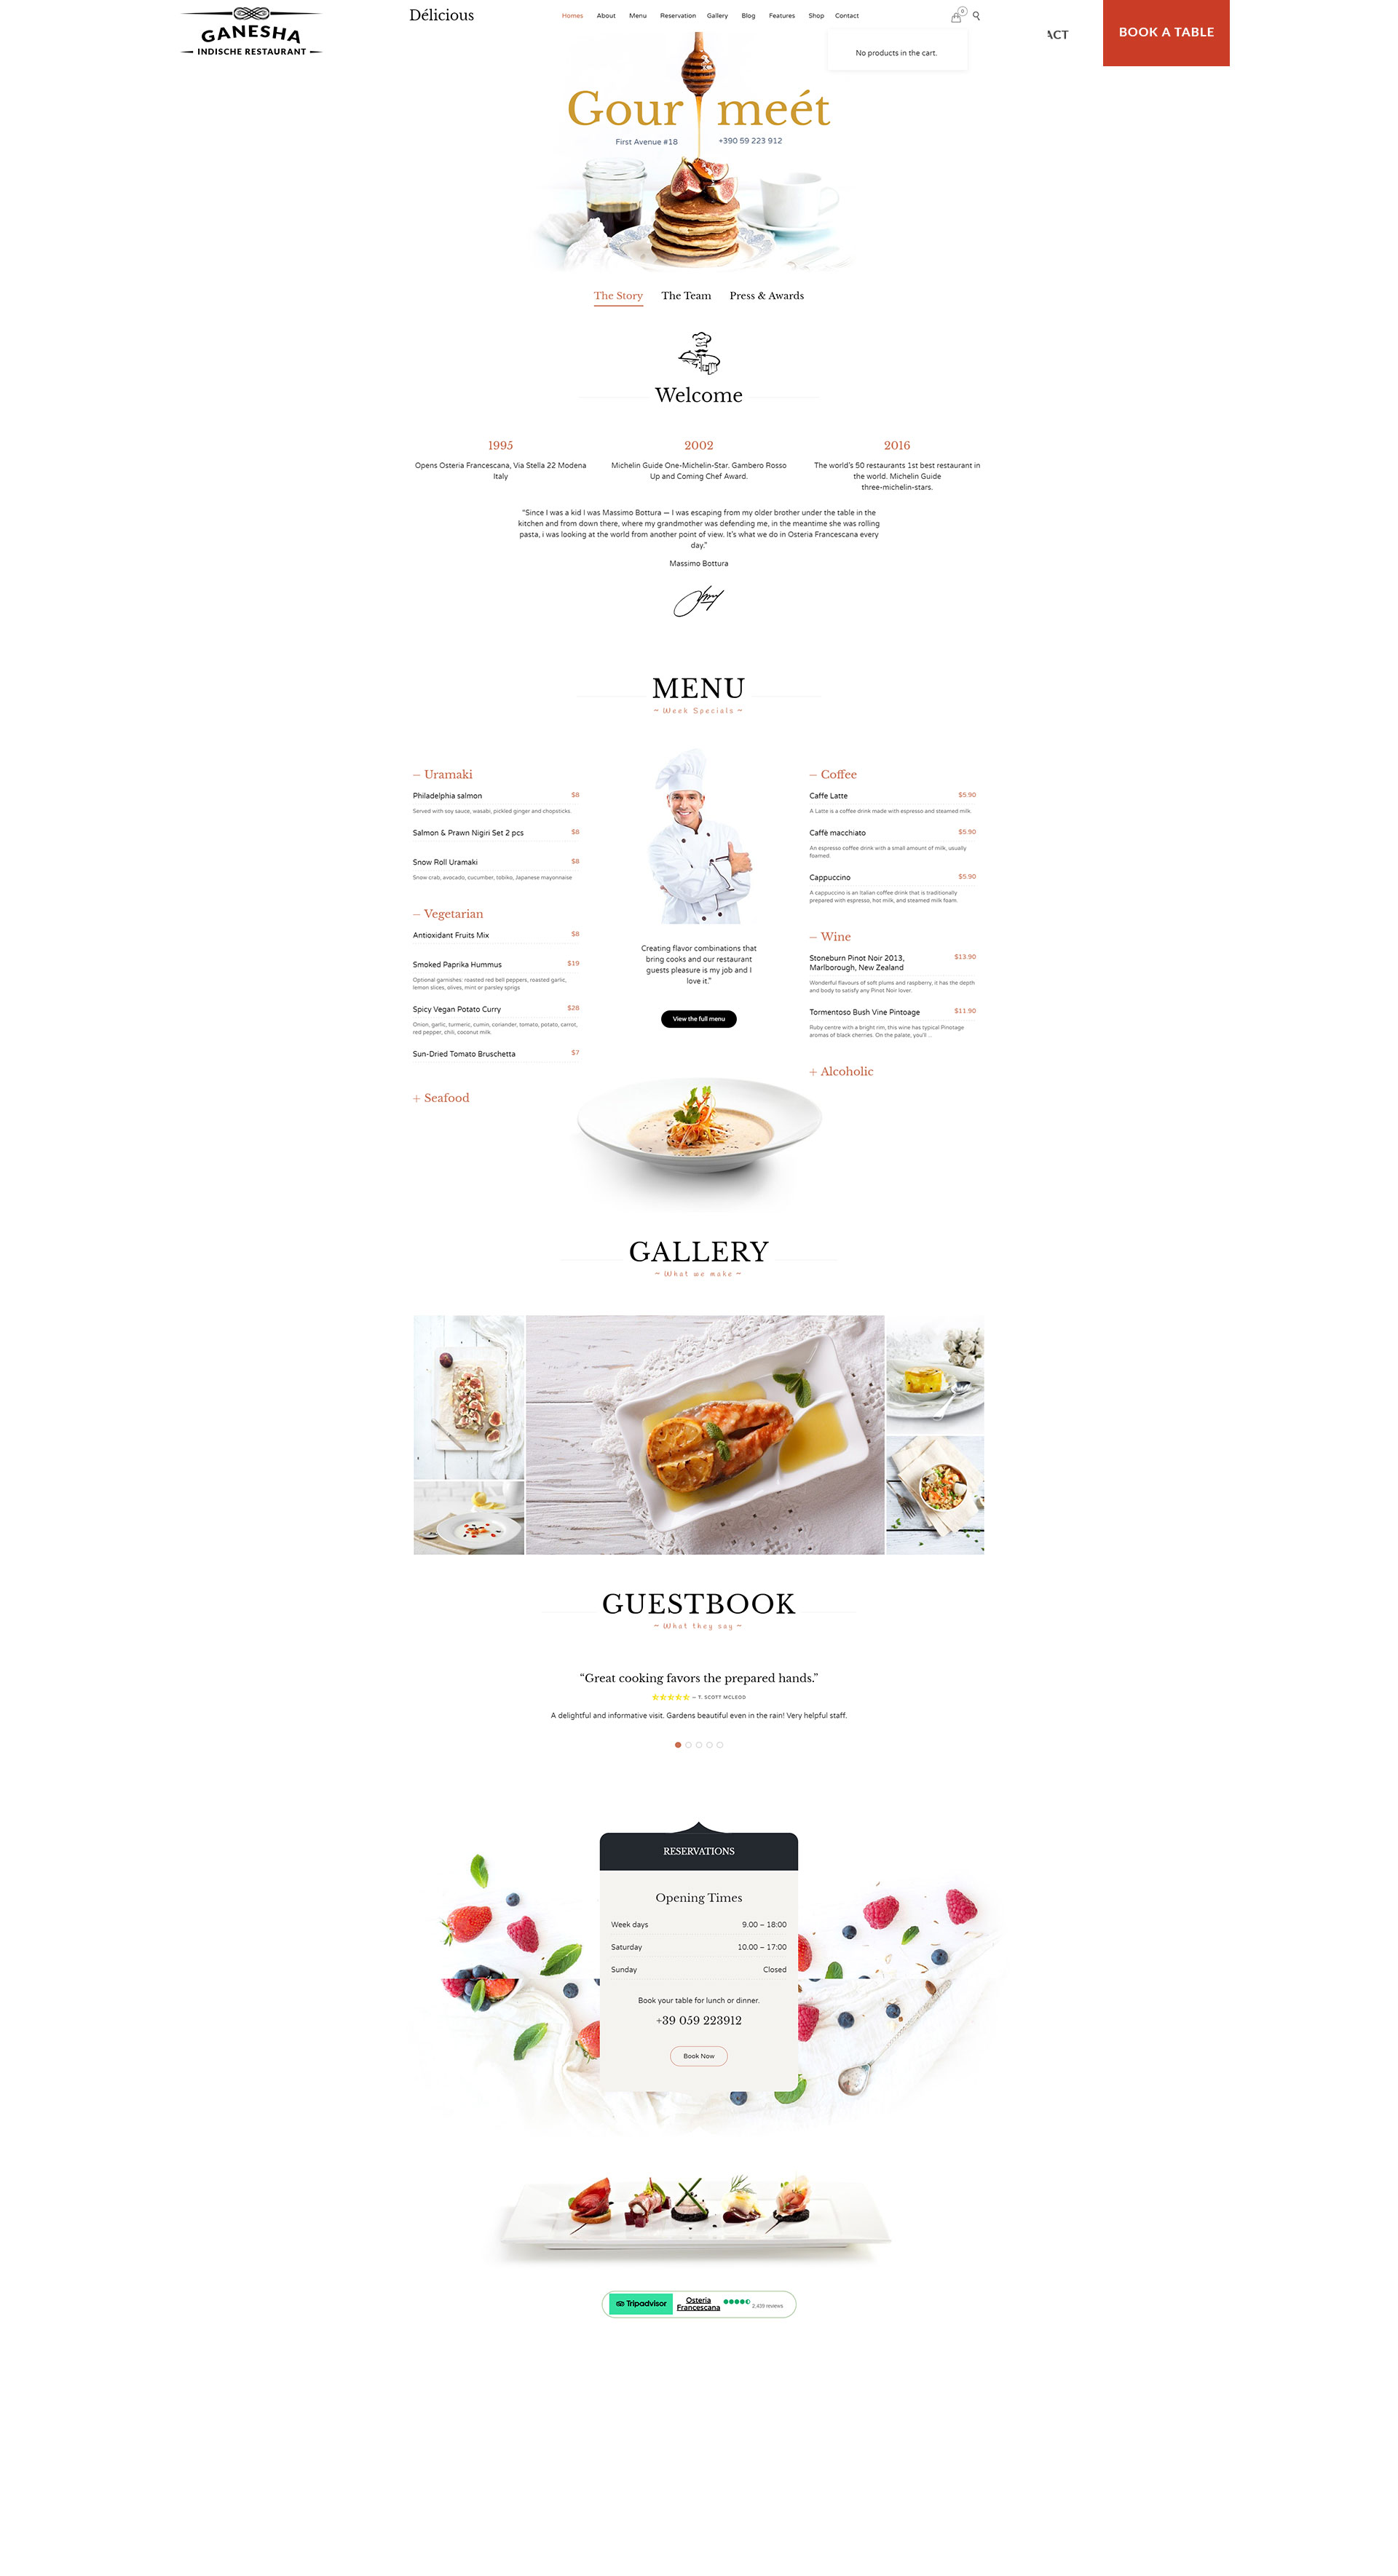 GANESHA
INDISCHE RESTAURANT
Délicious
Homes About Menu Reservation Gallery Blog Features Shop Contact
0
ACT
BOOK A TABLE
No products in the cart.
Gour meét
First Avenue #18
+390 59 223 912
The Story The Team Press & Awards
Welcome
1995
Opens Osteria Francescana, Via Stella 22 Modena
Italy
2002
Michelin Guide One-Michelin-Star. Gambero Rosso
Up and Coming Chef Award.
2016
The world's 50 restaurants 1st best restaurant in
the world. Michelin Guide
three-michelin-stars.
"Since I was a kid I was Massimo Bottura — I was escaping from my older brother under the table in the
kitchen and from down there, where my grandmother was defending me, in the meantime she was rolling
pasta, i was looking at the world from another point of view. It's what we do in Osteria Francescana every
day."
Massimo Bottura
MENU
~ Week Specials ~
– Uramaki
Philadelphia salmon $8
Served with soy sauce, wasabi, pickled ginger and chopsticks.
Salmon & Prawn Nigiri Set 2 pcs $8
Snow Roll Uramaki $8
Snow crab, avocado, cucumber, tobiko, Japanese mayonnaise
– Vegetarian
Antioxidant Fruits Mix $8
Smoked Paprika Hummus $19
Optional garnishes: roasted red bell peppers, roasted garlic,
lemon slices, olives, mint or parsley sprigs
Spicy Vegan Potato Curry $28
Onion, garlic, turmeric, cumin, coriander, tomato, potato, carrot,
red pepper, chili, coconut milk.
Sun-Dried Tomato Bruschetta $7
+ Seafood
Creating flavor combinations that
bring cooks and our restaurant
guests pleasure is my job and I
love it."
View the full menu
– Coffee
Caffe Latte $5.90
A Latte is a coffee drink made with espresso and steamed milk.
Caffè macchiato $5.90
An espresso coffee drink with a small amount of milk, usually
foamed.
Cappuccino $5.90
A cappuccino is an Italian coffee drink that is traditionally
prepared with espresso, hot milk, and steamed milk foam.
– Wine
Stoneburn Pinot Noir 2013, $13.90
Marlborough, New Zealand
Wonderful flavours of soft plums and raspberry, it has the depth
and body to satisfy any Pinot Noir lover.
Tormentoso Bush Vine Pintoage $11.90
Ruby centre with a bright rim, this wine has typical Pinotage
aromas of black cherries. On the palate, you'll...
+ Alcoholic
GALLERY
~ What we make ~
GUESTBOOK
~ What they say ~
“Great cooking favors the prepared hands.”
— T. SCOTT MCLEOD
A delightful and informative visit. Gardens beautiful even in the rain! Very helpful staff.
RESERVATIONS
Opening Times
Week days 9.00 – 18:00
Saturday 10.00 – 17:00
Sunday Closed
Book your table for lunch or dinner.
+39 059 223912
Book Now
Tripadvisor
Osteria
Francescana
2,439 reviews